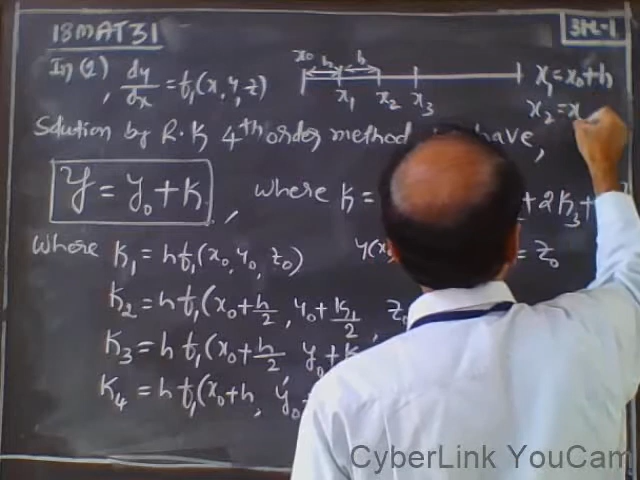 18MAT31
3M-1
In (2), dy/dx = f₁(x, y, z)
x₀ h h
x₁ x₂ x₃
x₁ = x₀+h
x₂ = x
Solution by R.K 4th order method have,
y = y₀ + K, where K = + 2K₃ +
where K₁ = h f₁(x₀, y₀, z₀) y(x₀ = z₀
K₂ = h f₁(x₀ + h/2, y₀ + K₁/2, z₀
K₃ = h f₁(x₀ + h/2 y₀ + K
K₄ = h f₁(x₀ + h, y₀
CyberLink YouCam